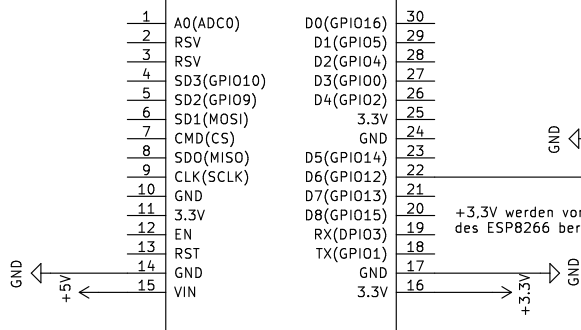 1 A0(ADC0) D0(GPIO16) 30
2 RSV D1(GPIO5) 29
3 RSV D2(GPIO4) 28
4 SD3(GPIO10) D3(GPIO0) 27
5 SD2(GPIO9) D4(GPIO2) 26
6 SD1(MOSI) 3.3V 25
7 CMD(CS) GND 24
GND
8 SD0(MISO) D5(GPIO14) 23
9 CLK(SCLK) D6(GPIO12) 22
10 GND D7(GPIO13) 21
11 3.3V D8(GPIO15) 20
+3,3V werden vor
12 EN RX(DPIO3) 19
des ESP8266 ber
13 RST TX(GPIO1) 18
GND 14 GND GND 17 GND
+5V 15 VIN 3.3V 16 +3.3V